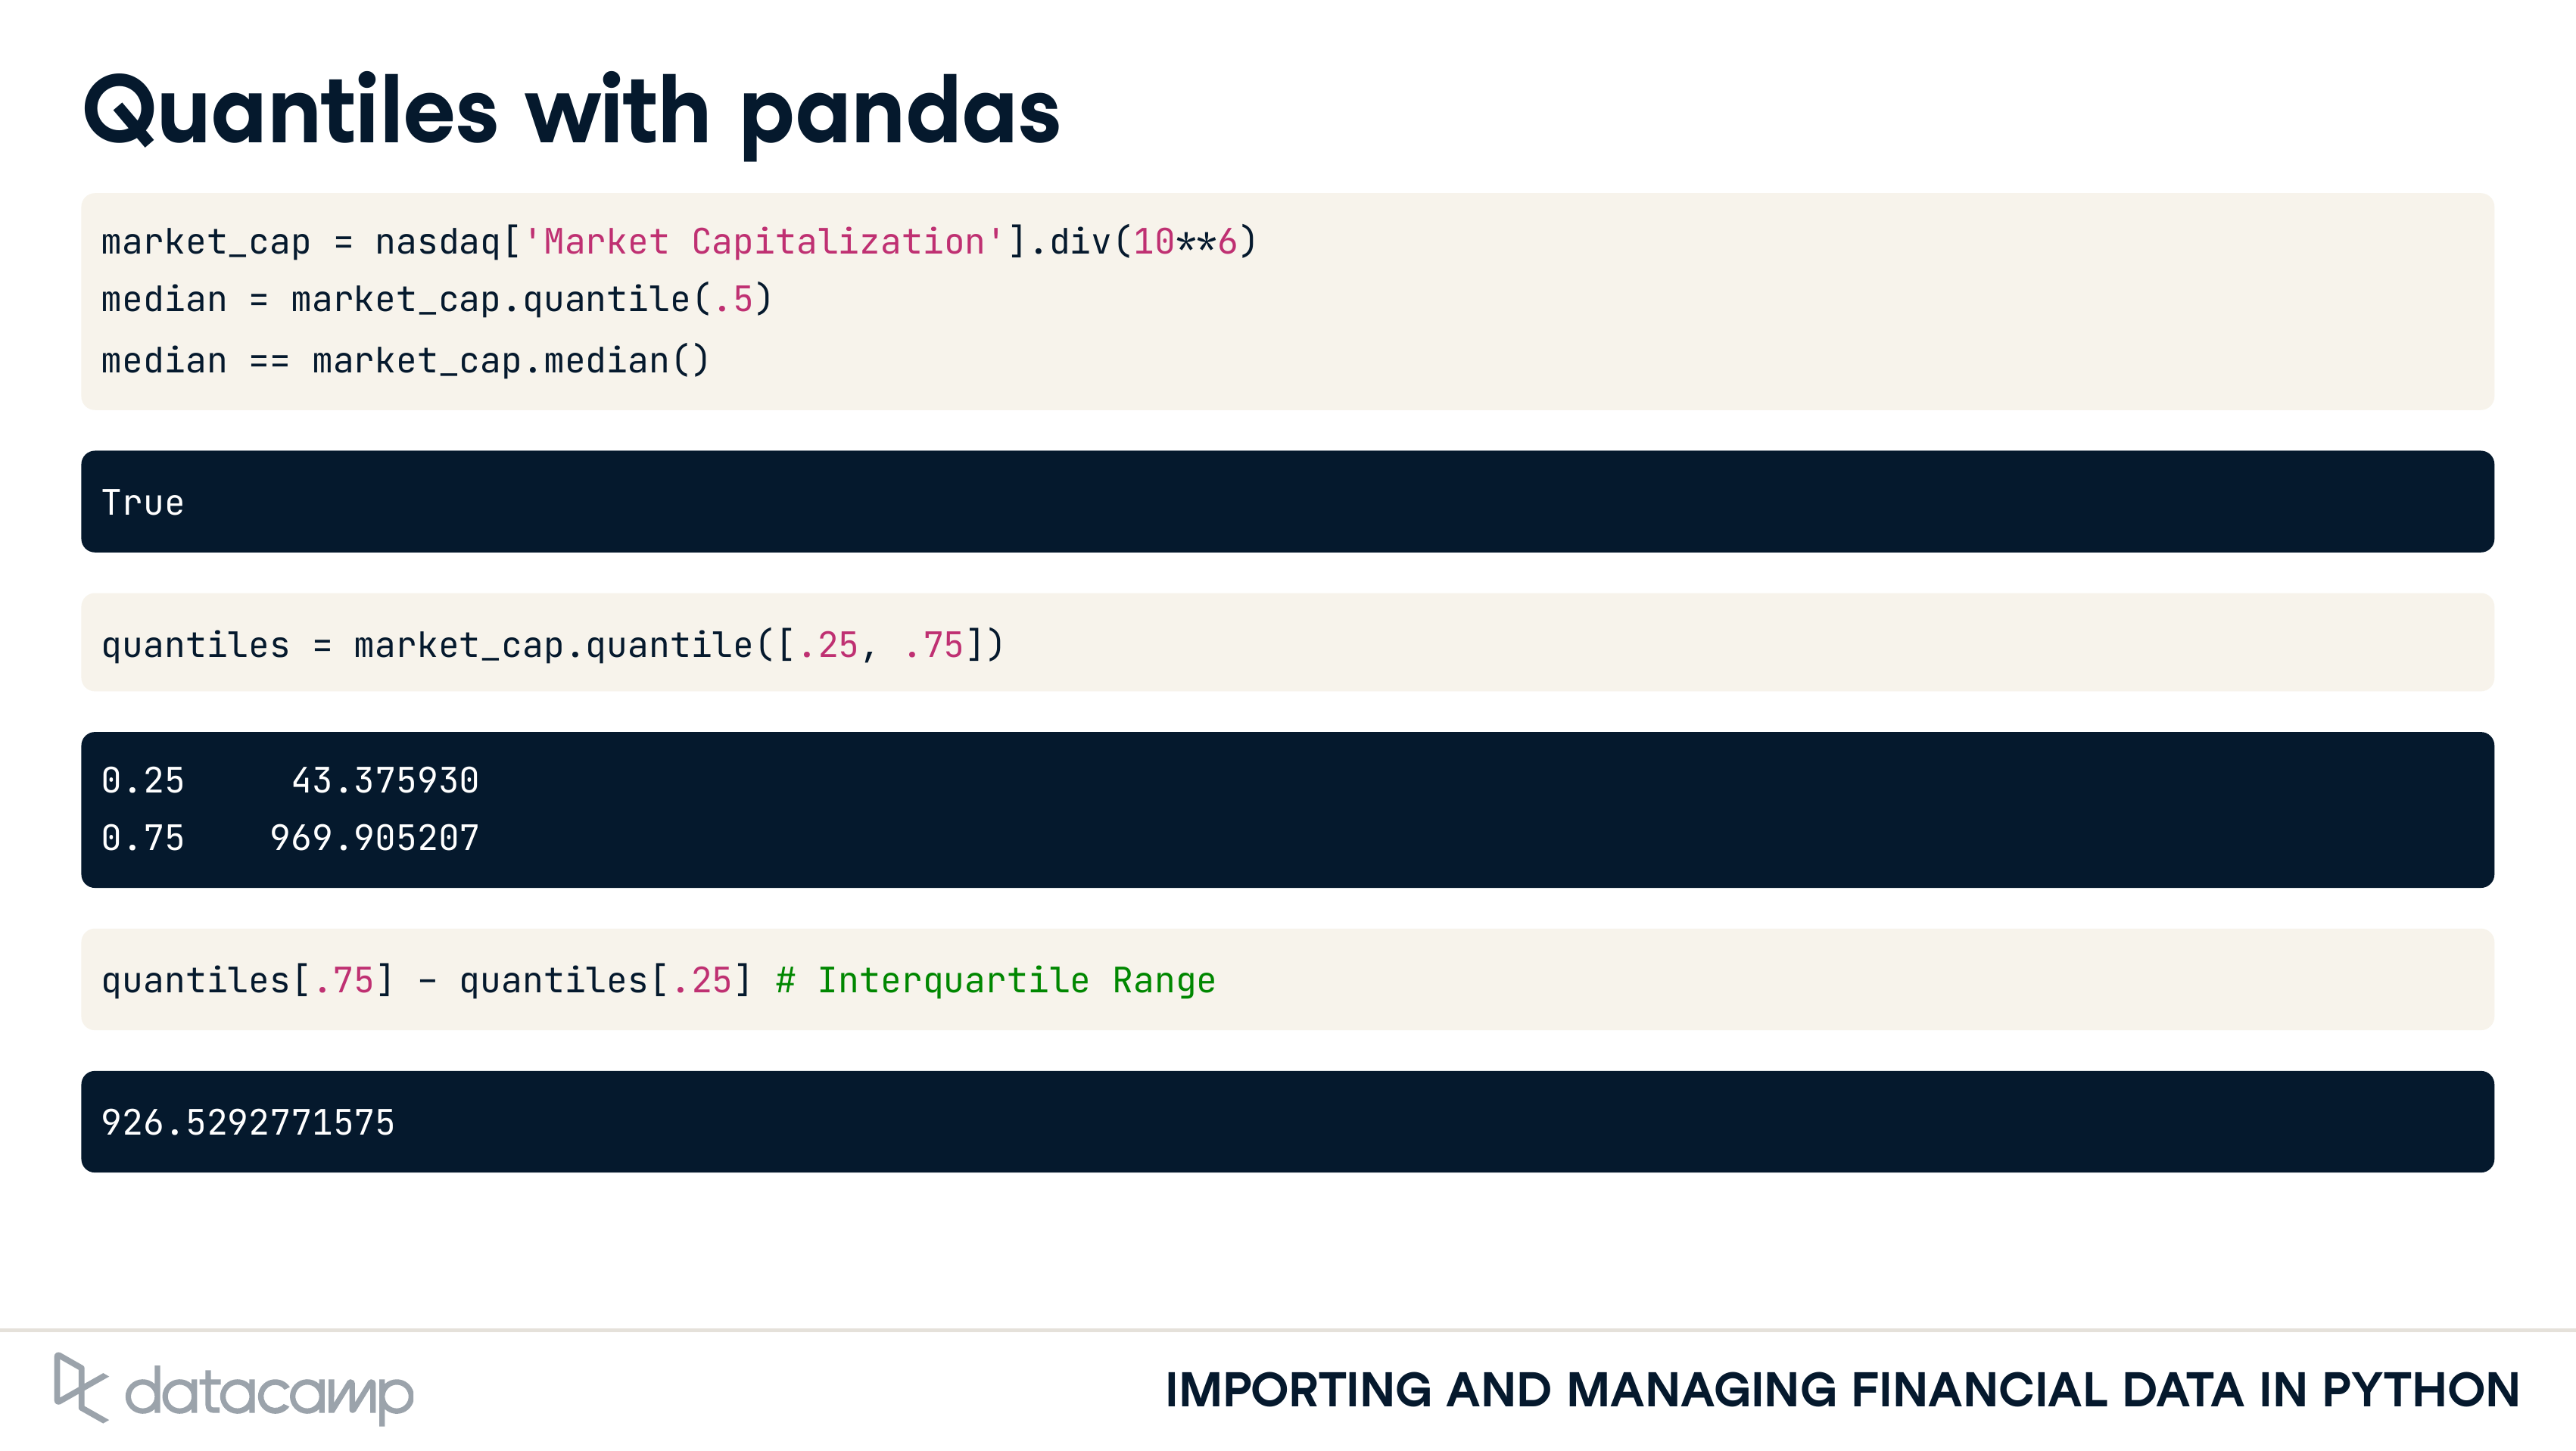 Quantiles with pandas
market_cap = nasdaq['Market Capitalization'].div(10**6)
median = market_cap.quantile(.5)
median == market_cap.median()
True
quantiles = market_cap.quantile([.25, .75])
0.25     43.375930
0.75    969.905207
quantiles[.75] - quantiles[.25] # Interquartile Range
926.5292771575
datacamp
IMPORTING AND MANAGING FINANCIAL DATA IN PYTHON